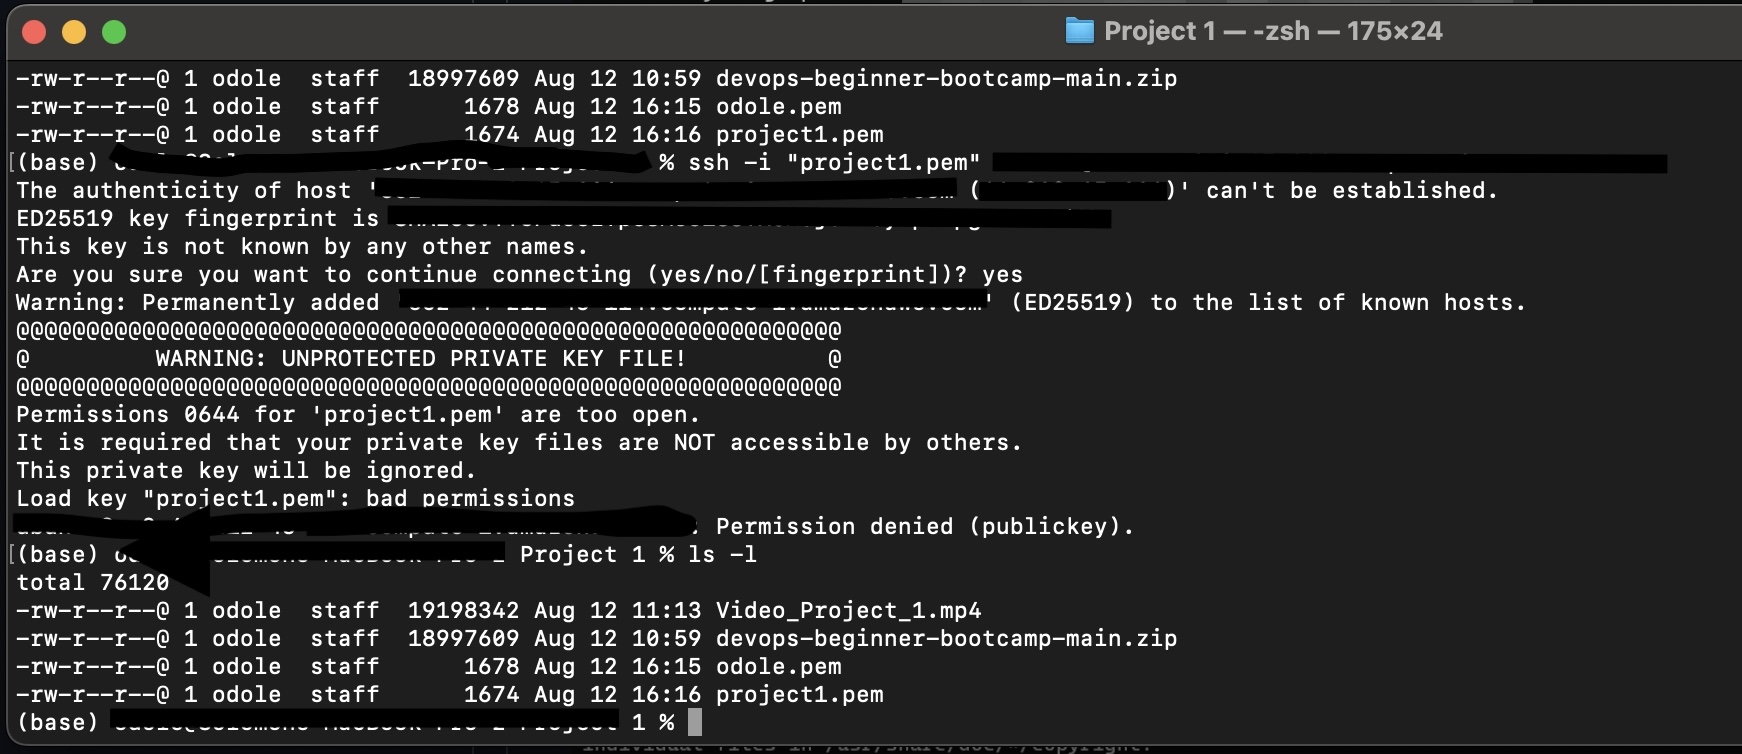 Project 1 — -zsh — 175×24
-rw-r--r--@ 1 odole  staff  18997609 Aug 12 10:59 devops-beginner-bootcamp-main.zip
-rw-r--r--@ 1 odole  staff      1678 Aug 12 16:15 odole.pem
-rw-r--r--@ 1 odole  staff      1674 Aug 12 16:16 project1.pem
[(base) % ssh -i "project1.pem"
The authenticity of host ' ( )' can't be established.
ED25519 key fingerprint is
This key is not known by any other names.
Are you sure you want to continue connecting (yes/no/[fingerprint])? yes
Warning: Permanently added ' ' (ED25519) to the list of known hosts.
@@@@@@@@@@@@@@@@@@@@@@@@@@@@@@@@@@@@@@@@@@@@@@@@@@@@@@@@@@@
@         WARNING: UNPROTECTED PRIVATE KEY FILE!          @
@@@@@@@@@@@@@@@@@@@@@@@@@@@@@@@@@@@@@@@@@@@@@@@@@@@@@@@@@@@
Permissions 0644 for 'project1.pem' are too open.
It is required that your private key files are NOT accessible by others.
This private key will be ignored.
Load key "project1.pem": bad permissions
: Permission denied (publickey).
[(base) Project 1 % ls -l
total 76120
-rw-r--r--@ 1 odole  staff  19198342 Aug 12 11:13 Video_Project_1.mp4
-rw-r--r--@ 1 odole  staff  18997609 Aug 12 10:59 devops-beginner-bootcamp-main.zip
-rw-r--r--@ 1 odole  staff      1678 Aug 12 16:15 odole.pem
-rw-r--r--@ 1 odole  staff      1674 Aug 12 16:16 project1.pem
(base) 1 %